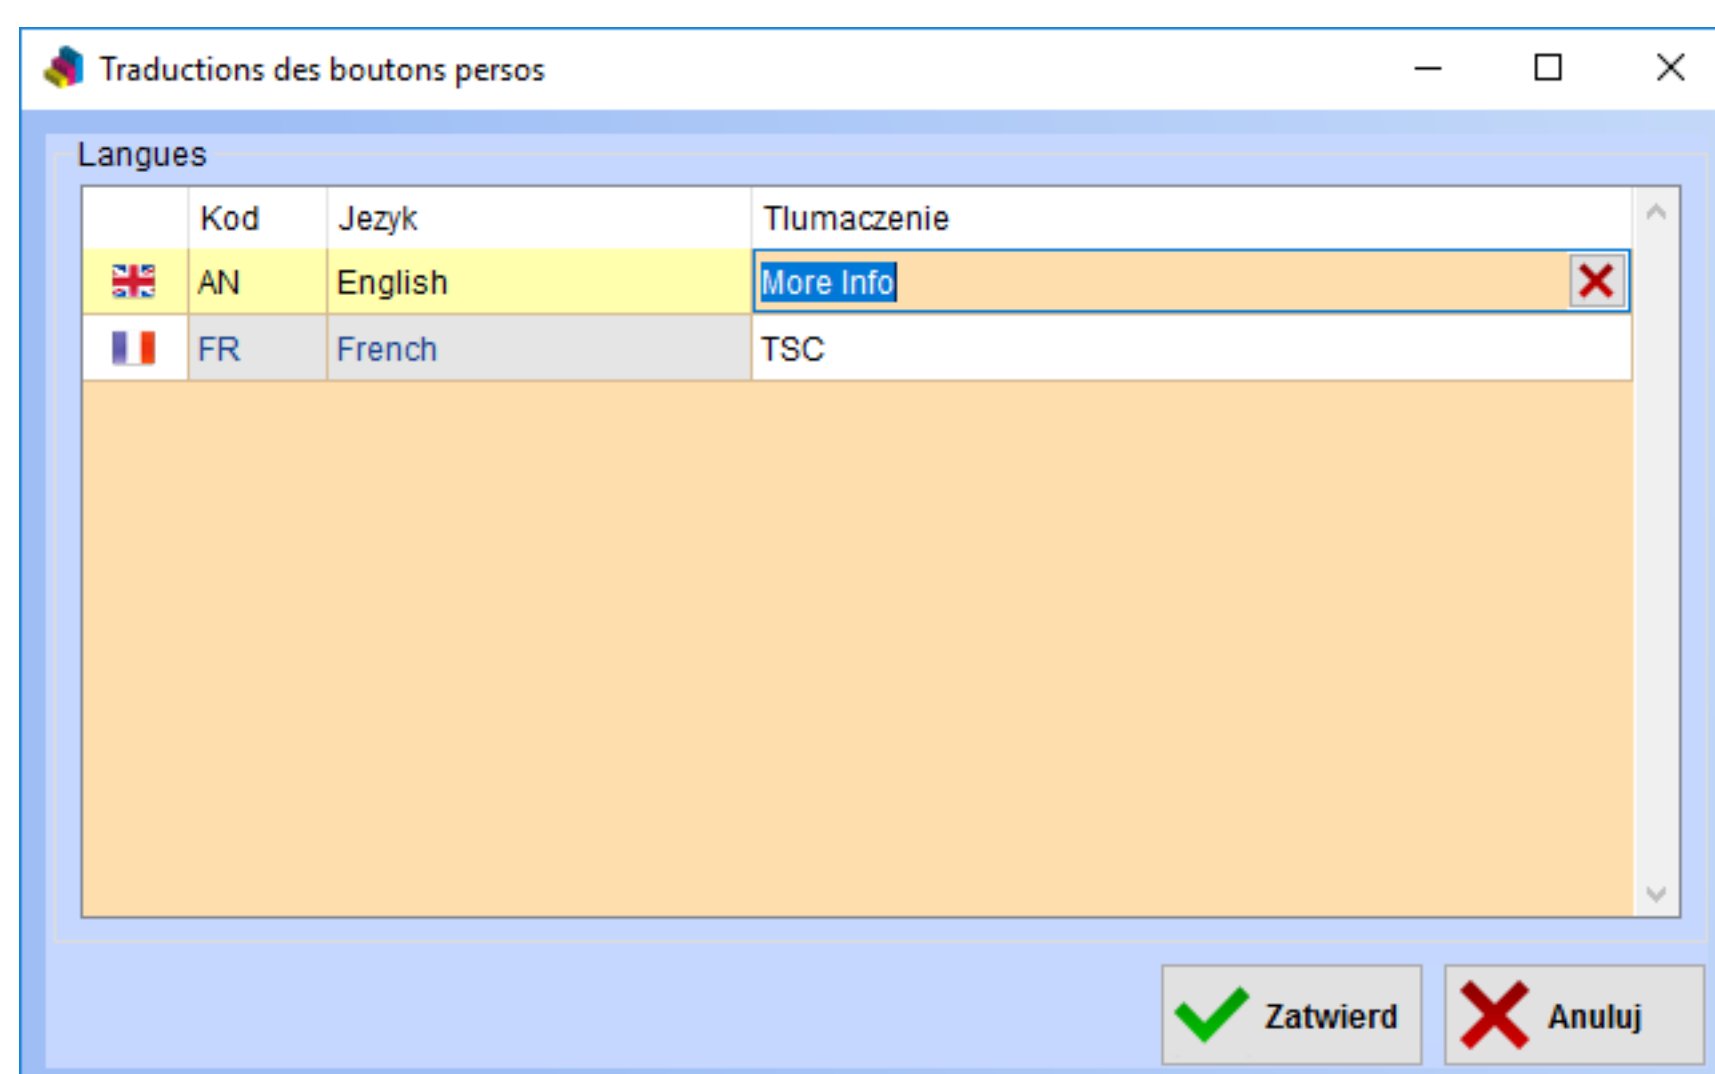 Traductions des boutons persos
Langues
Kod Jezyk Tlumaczenie
AN English More Info
FR French TSC
Zatwierd Anuluj